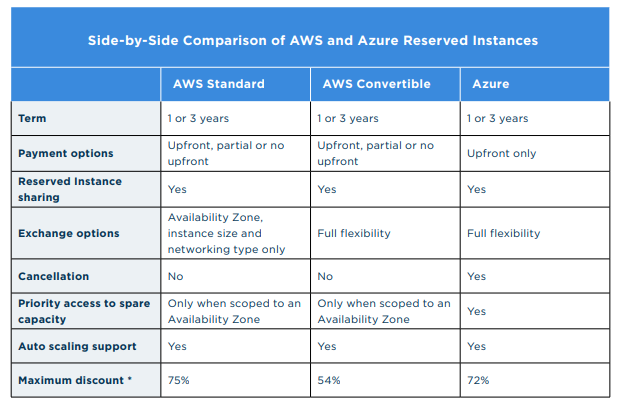 Side-by-Side Comparison of AWS and Azure Reserved Instances
AWS Standard AWS Convertible Azure
Term 1 or 3 years 1 or 3 years 1 or 3 years
Payment options Upfront, partial or no upfront Upfront, partial or no upfront Upfront only
Reserved Instance sharing Yes Yes Yes
Exchange options Availability Zone, instance size and networking type only Full flexibility Full flexibility
Cancellation No No Yes
Priority access to spare capacity Only when scoped to an Availability Zone Only when scoped to an Availability Zone Yes
Auto scaling support Yes Yes Yes
Maximum discount * 75% 54% 72%